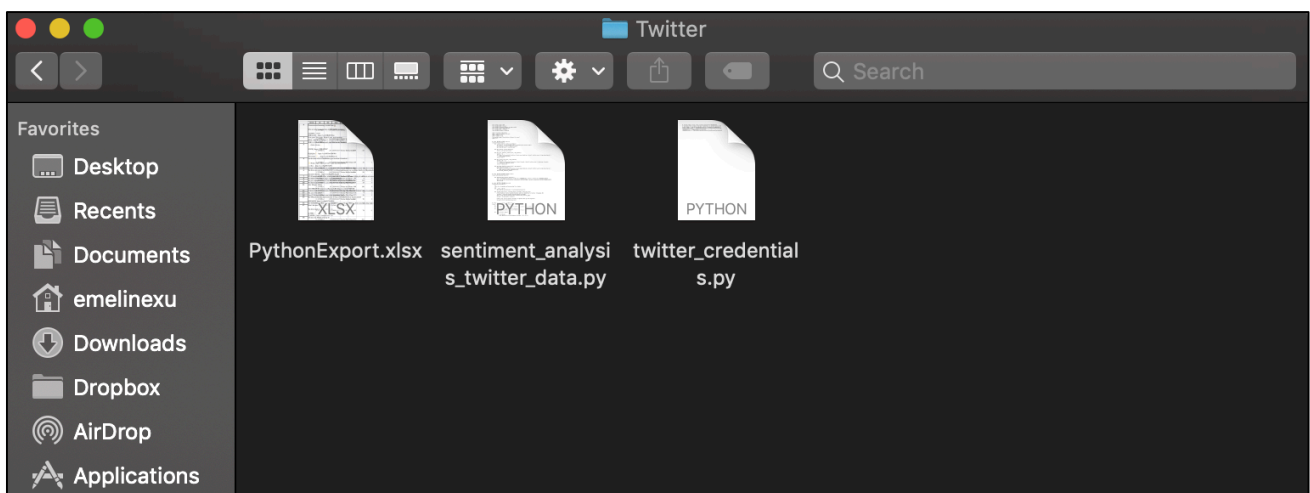 Twitter
Search
Favorites
Desktop
Recents
Documents
emelinexu
Downloads
Dropbox
AirDrop
Applications
XLSX
PYTHON
PYTHON
PythonExport.xlsx
sentiment_analysi
s_twitter_data.py
twitter_credential
s.py